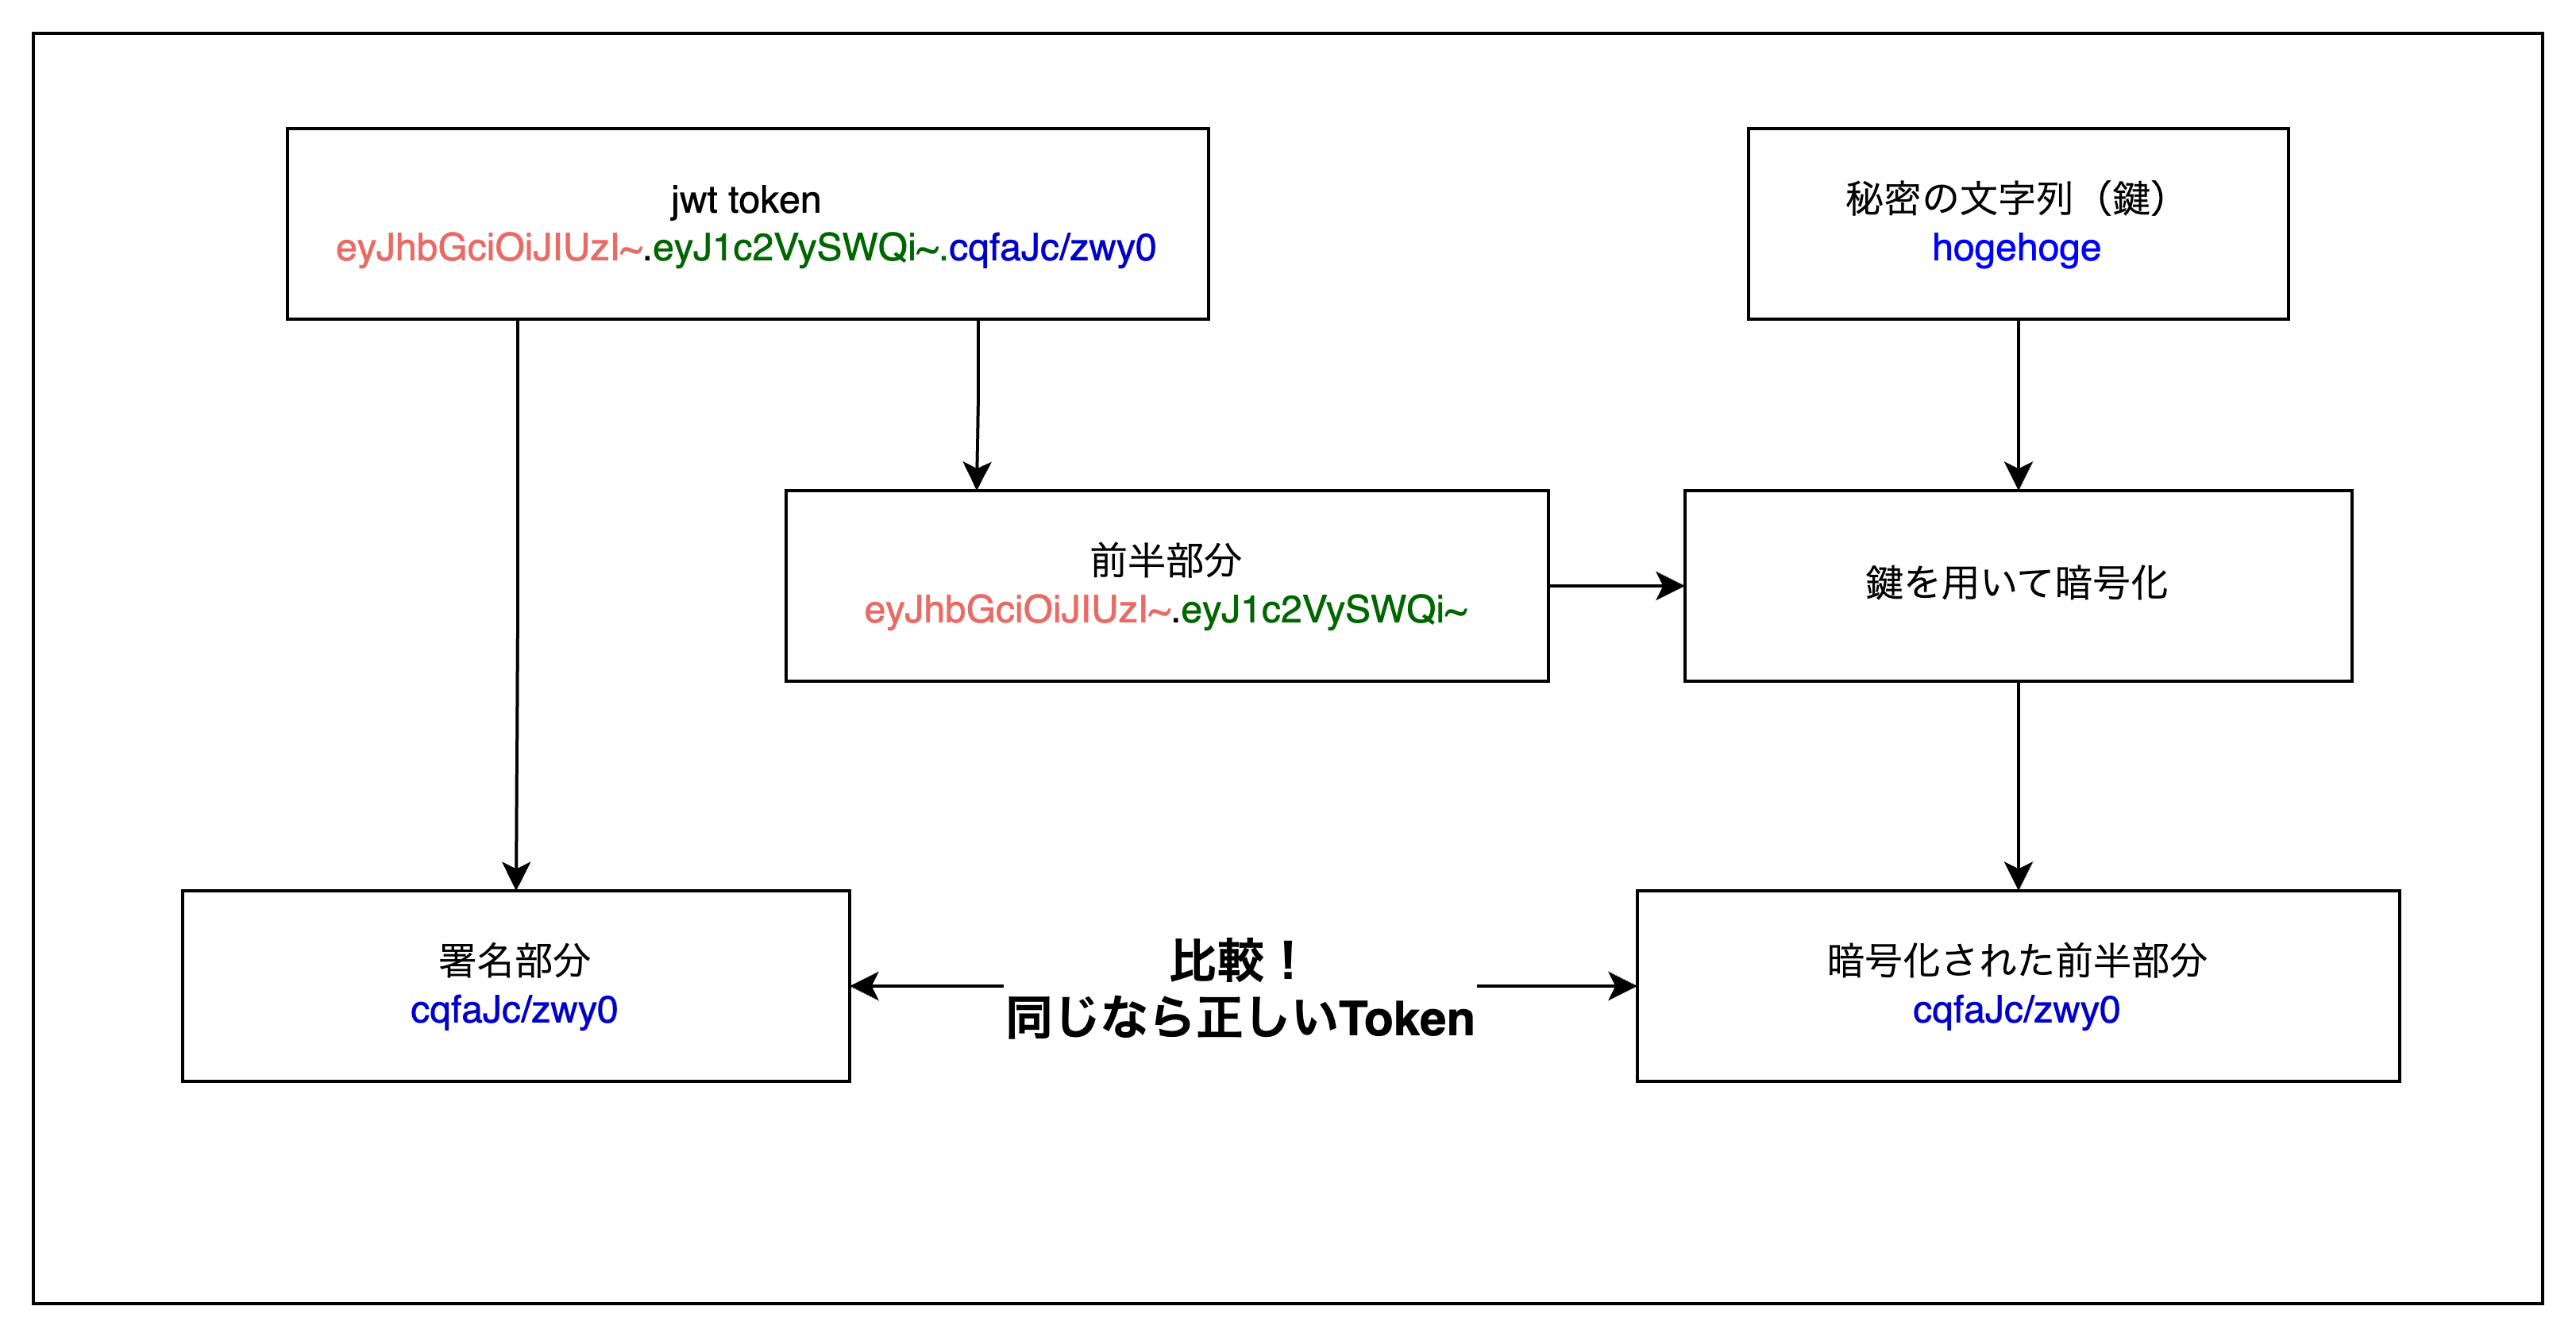 jwt token
eyJhbGciOiJIUzI~.eyJ1c2VySWQi~.cqfaJc/zwy0
秘密の文字列（鍵）
hogehoge
前半部分
eyJhbGciOiJIUzI~.eyJ1c2VySWQi~
鍵を用いて暗号化
署名部分
cqfaJc/zwy0
比較！
同じなら正しいToken
暗号化された前半部分
cqfaJc/zwy0